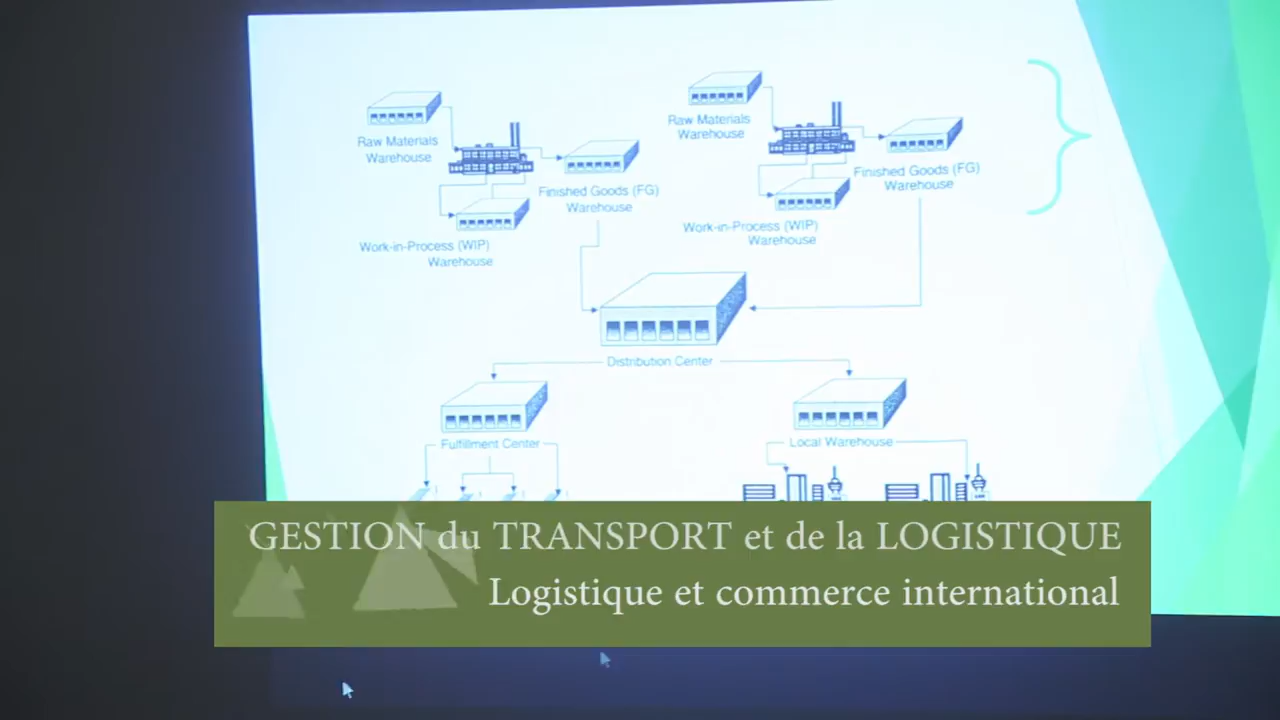 Raw Materials
Warehouse
Finished Goods (FG)
Warehouse
Work-in-Process (WIP)
Warehouse
Raw Materials
Warehouse
Finished Goods (FG)
Warehouse
Work-in-Process (WIP)
Warehouse
Distribution Center
Fulfillment Center
Local Warehouse
GESTION du TRANSPORT et de la LOGISTIQUE
Logistique et commerce international